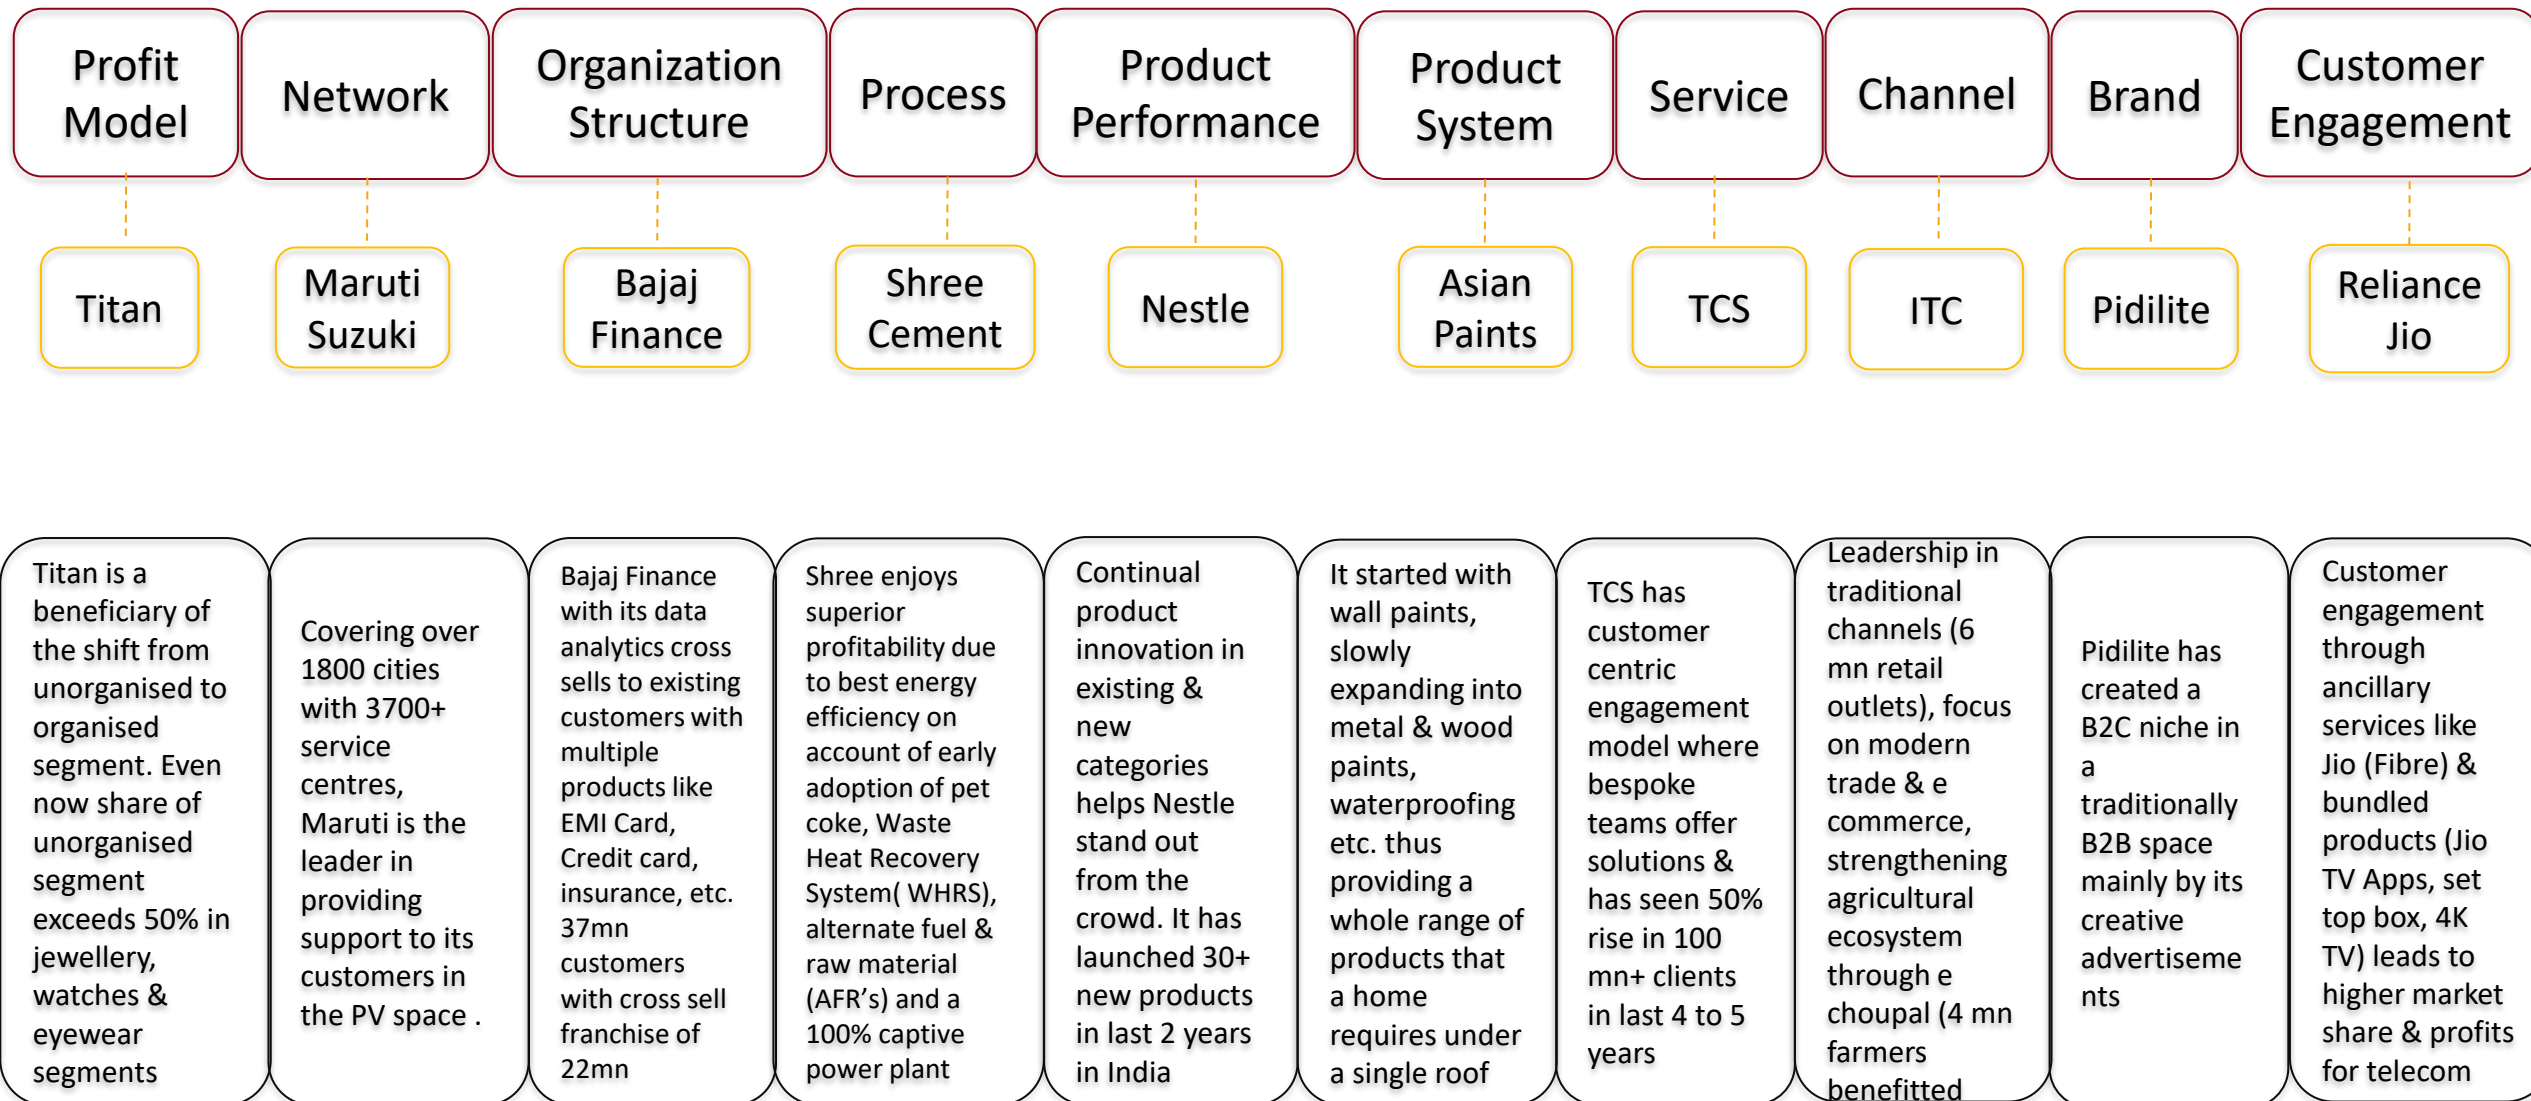 Profit
Model
Network
Organization
Structure
Process
Product
Performance
Product
System
Service
Channel
Brand
Customer
Engagement
Titan
Maruti
Suzuki
Bajaj
Finance
Shree
Cement
Nestle
Asian
Paints
TCS
ITC
Pidilite
Reliance
Jio
Titan is a
beneficiary of
the shift from
unorganised to
organised
segment. Even
now share of
unorganised
segment
exceeds 50% in
jewellery,
watches &
eyewear
segments
Covering over
1800 cities
with 3700+
service
centres,
Maruti is the
leader in
providing
support to its
customers in
the PV space .
Bajaj Finance
with its data
analytics cross
sells to existing
customers with
multiple
products like
EMI Card,
Credit card,
insurance, etc.
37mn
customers
with cross sell
franchise of
22mn
Shree enjoys
superior
profitability due
to best energy
efficiency on
account of early
adoption of pet
coke, Waste
Heat Recovery
System( WHRS),
alternate fuel &
raw material
(AFR’s) and a
100% captive
power plant
Continual
product
innovation in
existing &
new
categories
helps Nestle
stand out
from the
crowd. It has
launched 30+
new products
in last 2 years
in India
It started with
wall paints,
slowly
expanding into
metal & wood
paints,
waterproofing
etc. thus
providing a
whole range of
products that
a home
requires under
a single roof
TCS has
customer
centric
engagement
model where
bespoke
teams offer
solutions &
has seen 50%
rise in 100
mn+ clients
in last 4 to 5
years
Leadership in
traditional
channels (6
mn retail
outlets), focus
on modern
trade & e
commerce,
strengthening
agricultural
ecosystem
through e
choupal (4 mn
farmers
benefitted
Pidilite has
created a
B2C niche in
a
traditionally
B2B space
mainly by its
creative
advertiseme
nts
Customer
engagement
through
ancillary
services like
Jio (Fibre) &
bundled
products (Jio
TV Apps, set
top box, 4K
TV) leads to
higher market
share & profits
for telecom